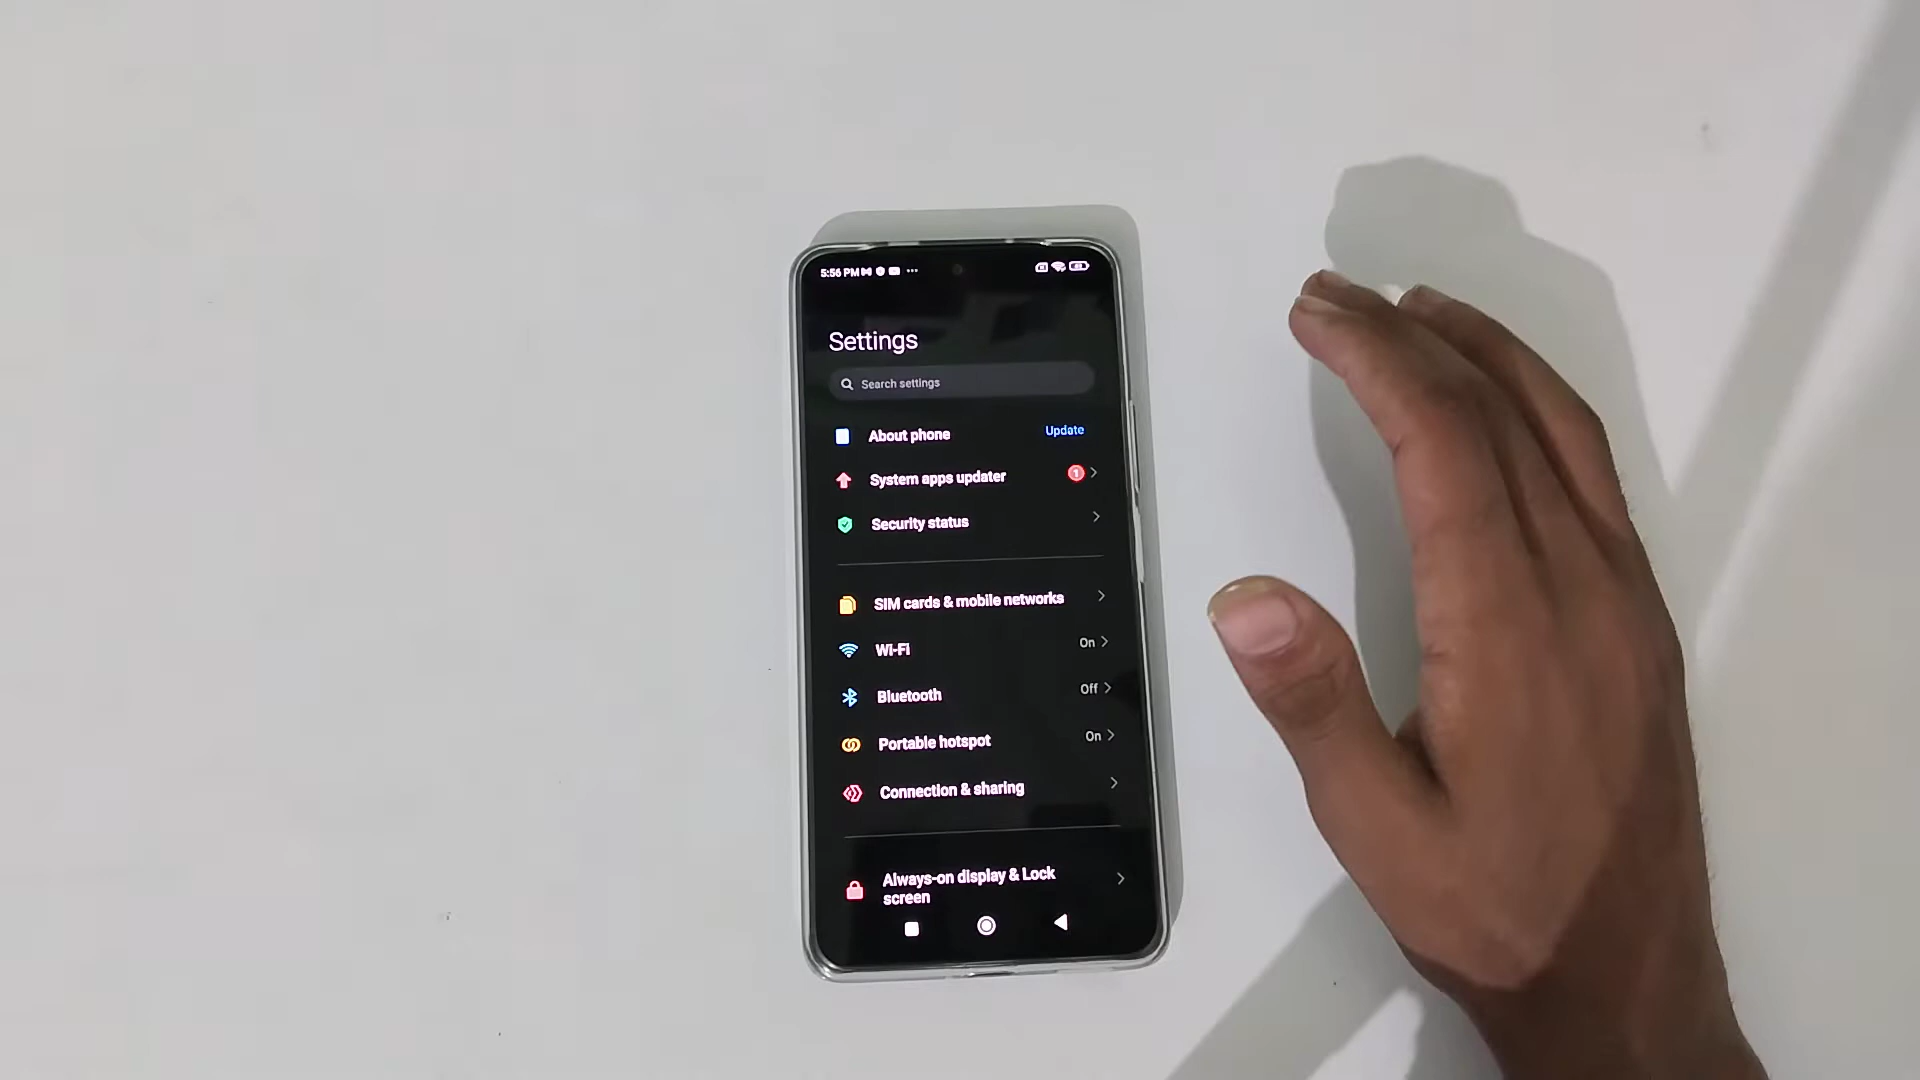 5:56 PM
Settings
Search settings
About phone Update
System apps updater 1
Security status
SIM cards & mobile networks
Wi-Fi On
Bluetooth Off
Portable hotspot On
Connection & sharing
Always-on display & Lock
screen